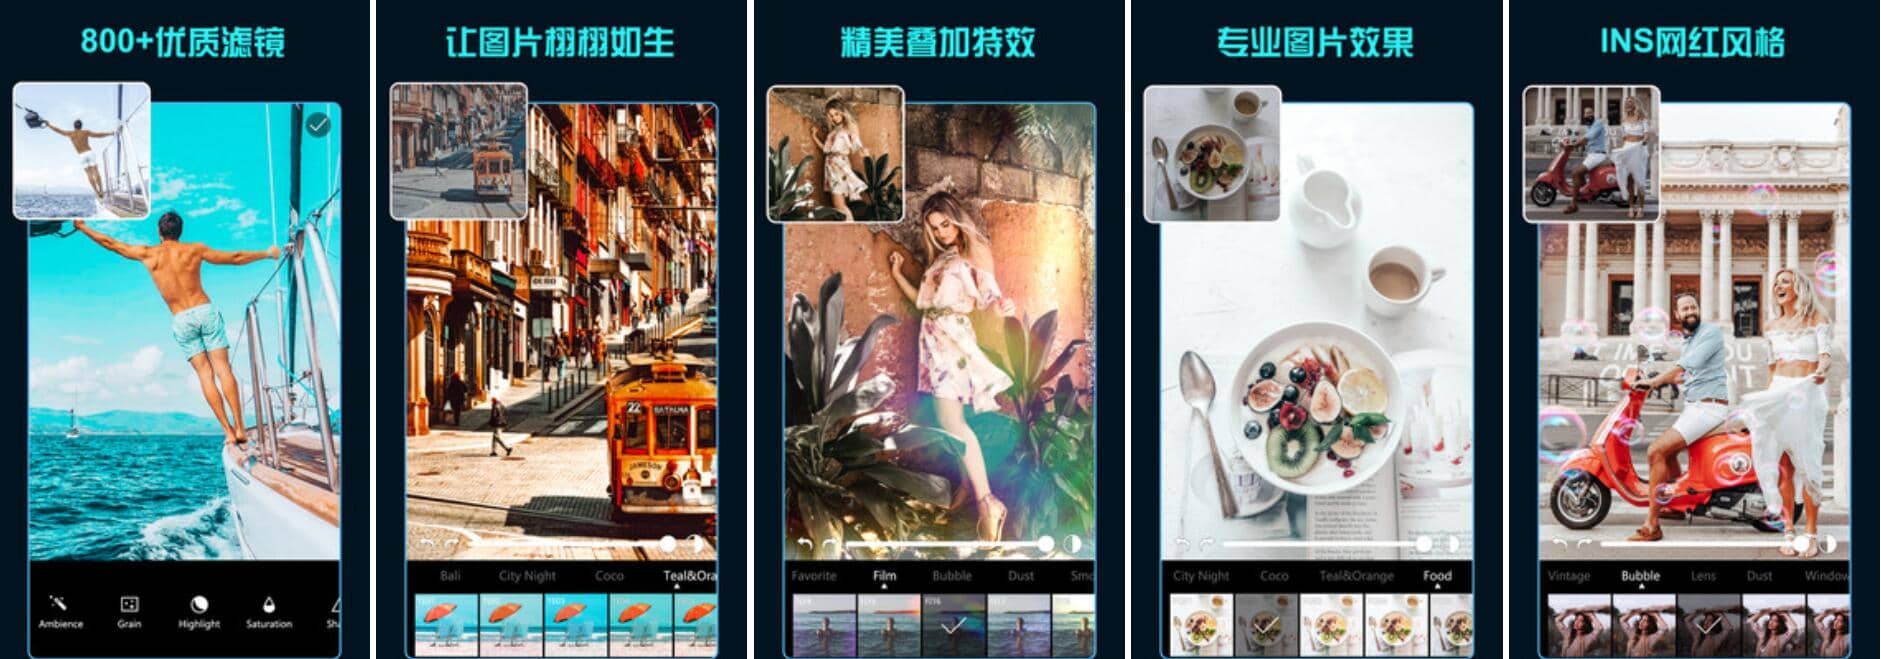 800+优质滤镜
Ambience
Grain
Highlight
Saturation
让图片栩栩如生
22
BATALHA
JAMESON
Bali
City Night
Coco
Teal&Ora
精美叠加特效
Favorite
Film
Bubble
Dust
Smo
专业图片效果
City Night
Coco
Teal&Orange
Food
INS网红风格
Vintage
Bubble
Lens
Dust
Window